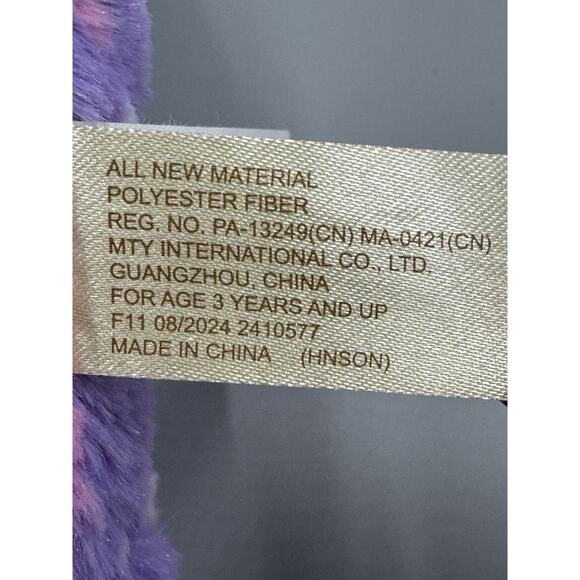 ALL NEW MATERIAL
POLYESTER FIBER
REG. NO. PA-13249(CN) MA-0421(CN)
MTY INTERNATIONAL CO., LTD.
GUANGZHOU, CHINA
FOR AGE 3 YEARS AND UP
F11 08/2024 2410577
MADE IN CHINA (HNSON)